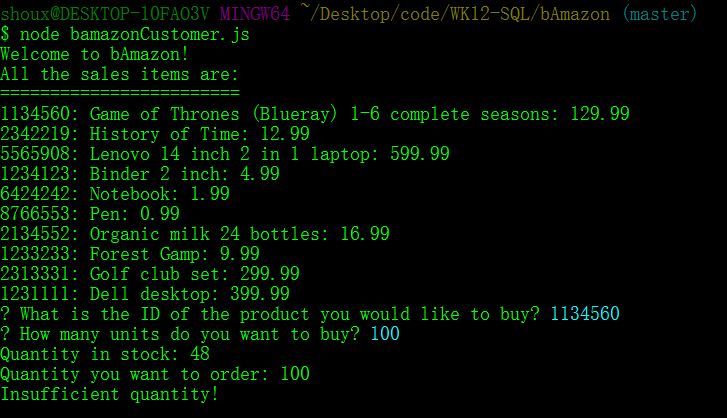 shoux@DESKTOP-10FAO3V MINGW64 ~/Desktop/code/WK12-SQL/bAmazon (master)
$ node bamazonCustomer.js
Welcome to bAmazon!
All the sales items are:
========================
1134560: Game of Thrones (Blueray) 1-6 complete seasons: 129.99
2342219: History of Time: 12.99
5565908: Lenovo 14 inch 2 in 1 laptop: 599.99
1234123: Binder 2 inch: 4.99
6424242: Notebook: 1.99
8766553: Pen: 0.99
2134552: Organic milk 24 bottles: 16.99
1233233: Forest Gamp: 9.99
2313331: Golf club set: 299.99
1231111: Dell desktop: 399.99
? What is the ID of the product you would like to buy? 1134560
? How many units do you want to buy? 100
Quantity in stock: 48
Quantity you want to order: 100
Insufficient quantity!